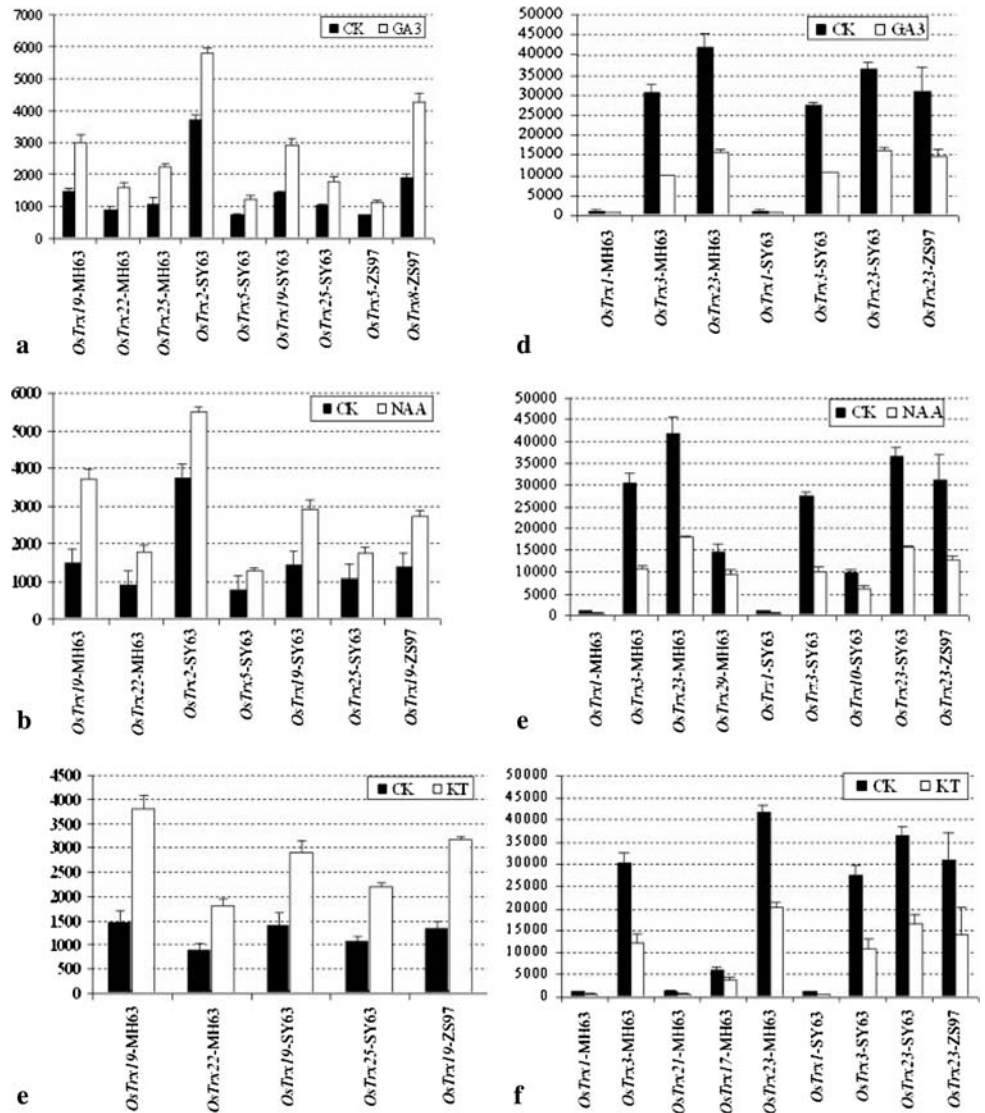 CK GA3
7000
6000
5000
4000
3000
2000
1000
0
OsTrx19-MH63
OsTrx22-MH63
OsTrx25-MH63
OsTrx2-SY63
OsTrx5-SY63
OsTrx19-SY63
OsTrx25-SY63
OsTrx5-ZS97
OsTrx8-ZS97
a
CK GA3
50000
45000
40000
35000
30000
25000
20000
15000
10000
5000
0
OsTrx1-MH63
OsTrx3-MH63
OsTrx23-MH63
OsTrx1-SY63
OsTrx3-SY63
OsTrx23-SY63
OsTrx23-ZS97
d
CK NAA
6000
5000
4000
3000
2000
1000
0
OsTrx19-MH63
OsTrx22-MH63
OsTrx2-SY63
OsTrx5-SY63
OsTrx19-SY63
OsTrx25-SY63
OsTrx19-ZS97
b
CK NAA
50000
45000
40000
35000
30000
25000
20000
15000
10000
5000
0
OsTrx1-MH63
OsTrx3-MH63
OsTrx23-MH63
OsTrx29-MH63
OsTrx1-SY63
OsTrx3-SY63
OsTrx10-SY63
OsTrx23-SY63
OsTrx23-ZS97
e
CK KT
4500
4000
3500
3000
2500
2000
1500
1000
500
0
OsTrx19-MH63
OsTrx22-MH63
OsTrx19-SY63
OsTrx25-SY63
OsTrx19-ZS97
e
CK KT
50000
45000
40000
35000
30000
25000
20000
15000
10000
5000
0
OsTrx1-MH63
OsTrx3-MH63
OsTrx21-MH63
OsTrx17-MH63
OsTrx23-MH63
OsTrx1-SY63
OsTrx3-SY63
OsTrx23-SY63
OsTrx23-ZS97
f